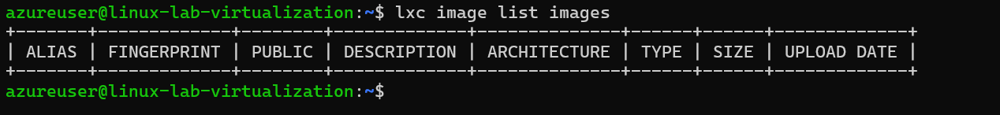 azureuser@linux-lab-virtualization:~$ lxc image list images
+-------+-------------+--------+-------------+--------------+------+------+-------------+
| ALIAS | FINGERPRINT | PUBLIC | DESCRIPTION | ARCHITECTURE | TYPE | SIZE | UPLOAD DATE |
+-------+-------------+--------+-------------+--------------+------+------+-------------+
azureuser@linux-lab-virtualization:~$